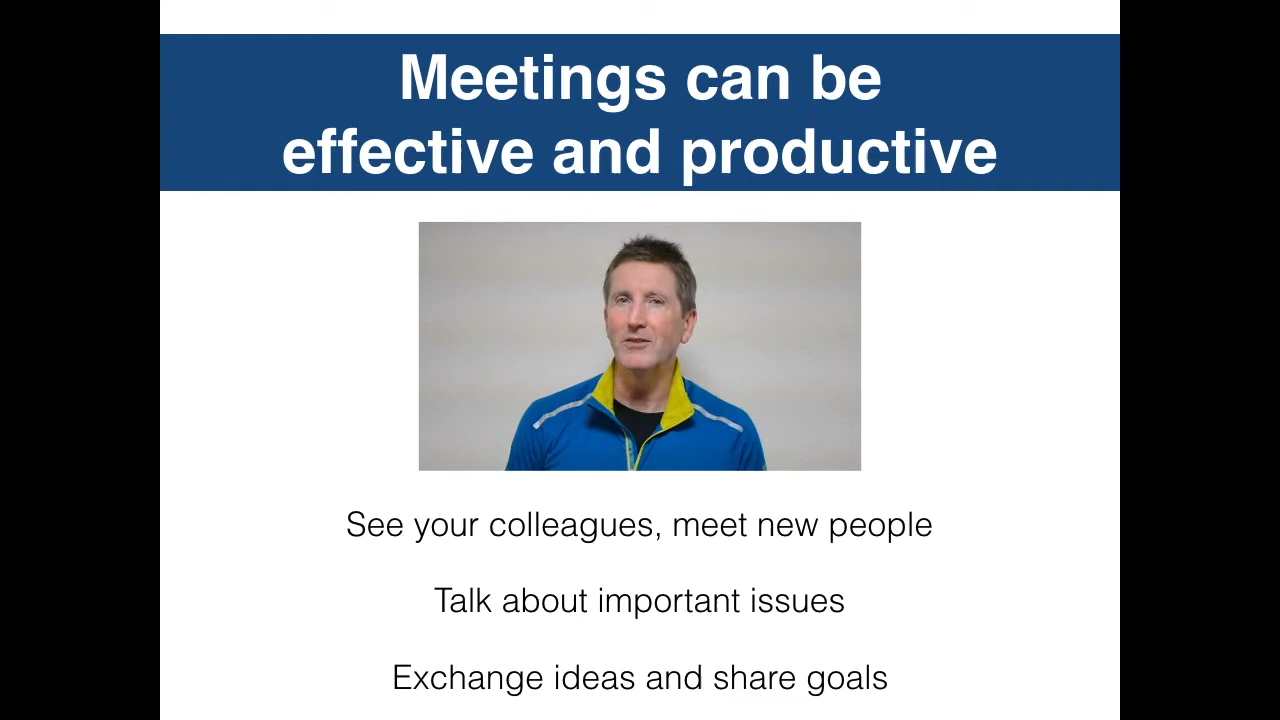 Meetings can be
effective and productive
See your colleagues, meet new people
Talk about important issues
Exchange ideas and share goals